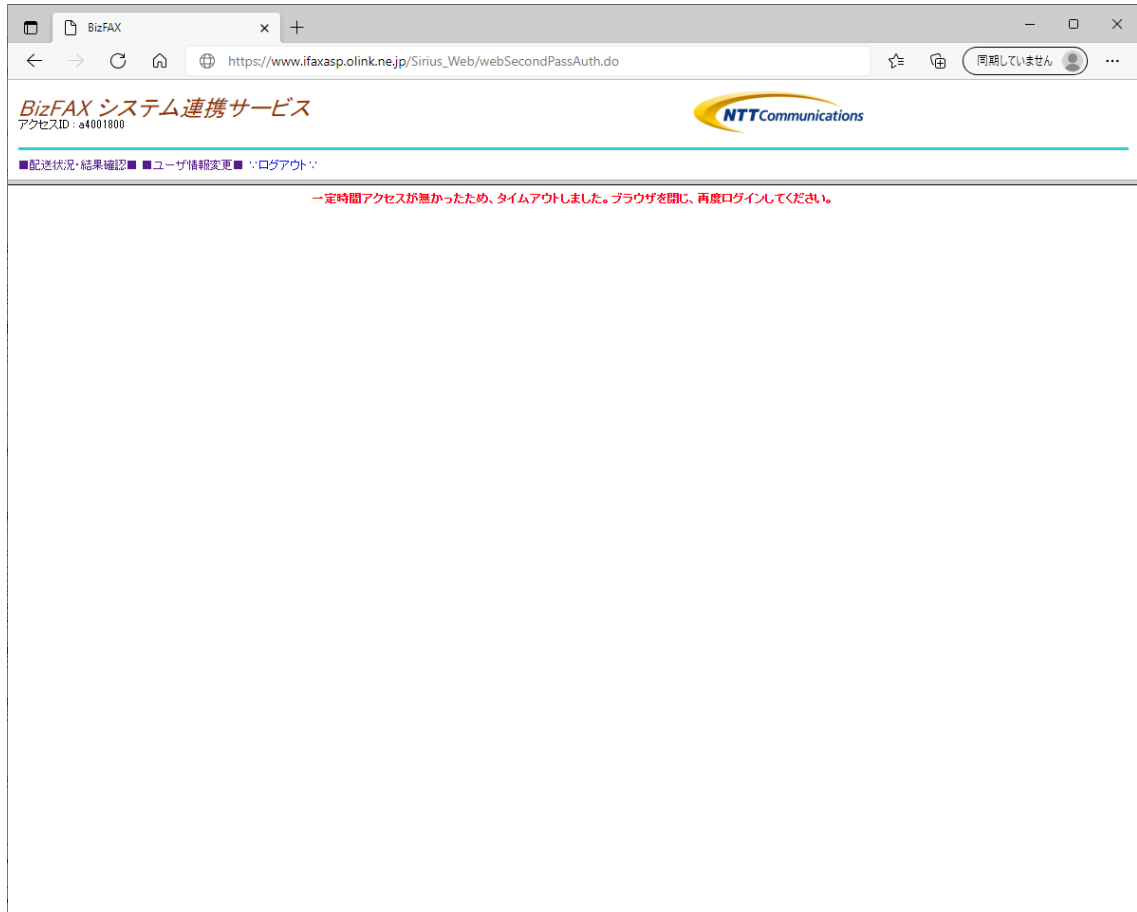 BizFAX
https://www.ifaxasp.olink.ne.jp/Sirius_Web/webSecondPassAuth.do
同期していません
BizFAX システム連携サービス
アクセスID : a4001800
NTT Communications
■配送状況・結果確認■ ■ユーザ情報変更■ ∵ログアウト∵
一定時間アクセスが無かったため、タイムアウトしました。ブラウザを閉じ、再度ログインしてください。